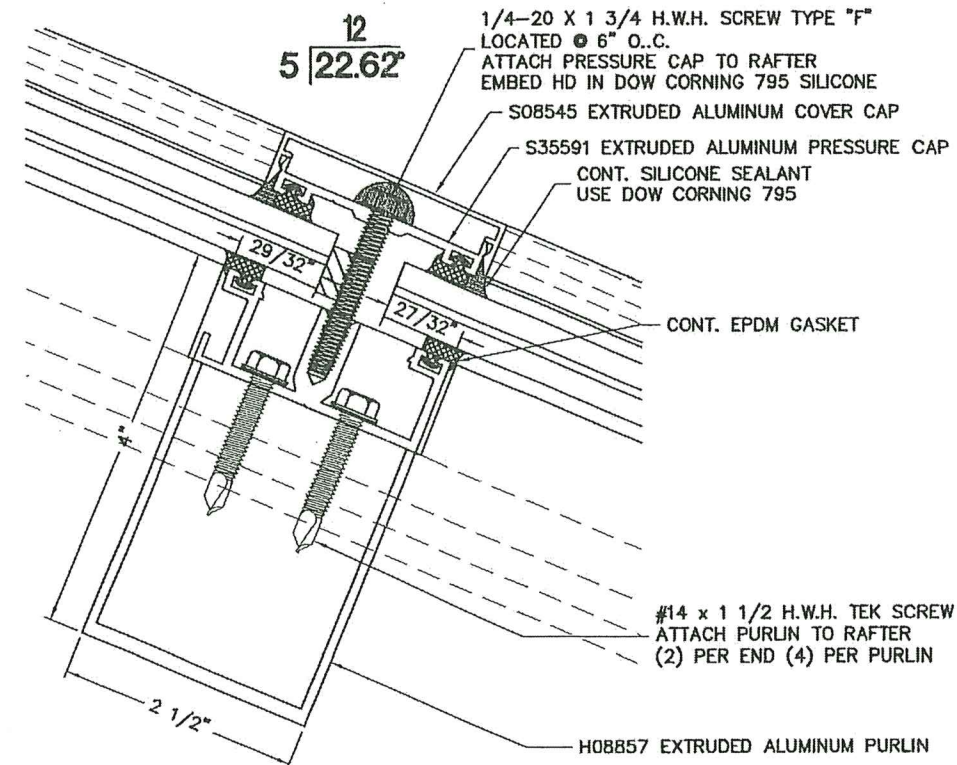 12
5 22.62°
1/4-20 X 1 3/4 H.W.H. SCREW TYPE "F"
LOCATED @ 6" O..C.
ATTACH PRESSURE CAP TO RAFTER
EMBED HD IN DOW CORNING 795 SILICONE
S08545 EXTRUDED ALUMINUM COVER CAP
S35591 EXTRUDED ALUMINUM PRESSURE CAP
CONT. SILICONE SEALANT
USE DOW CORNING 795
29/32"
27/32"
CONT. EPDM GASKET
4"
#14 x 1 1/2 H.W.H. TEK SCREW
ATTACH PURLIN TO RAFTER
(2) PER END (4) PER PURLIN
2 1/2"
H08857 EXTRUDED ALUMINUM PURLIN